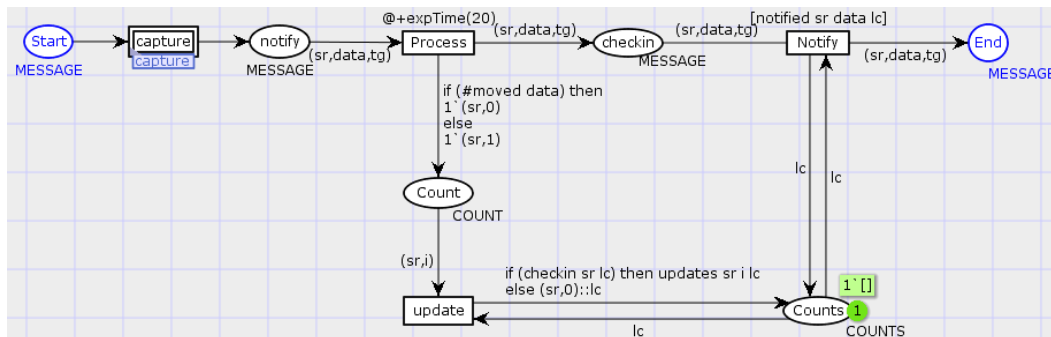 @+expTime(20)
[notified sr data lc]
Start
capture
notify
Process
(sr,data,tg)
checkin
(sr,data,tg)
Notify
End
capture
MESSAGE
MESSAGE
(sr,data,tg)
MESSAGE
(sr,data,tg)
MESSAGE
if (#moved data) then
1`(sr,0)
else
1`(sr,1)
lc
lc
Count
COUNT
(sr,i)
if (checkin sr lc) then updates sr i lc
else (sr,0)::lc
1`[]
update
Counts
1
lc
COUNTS